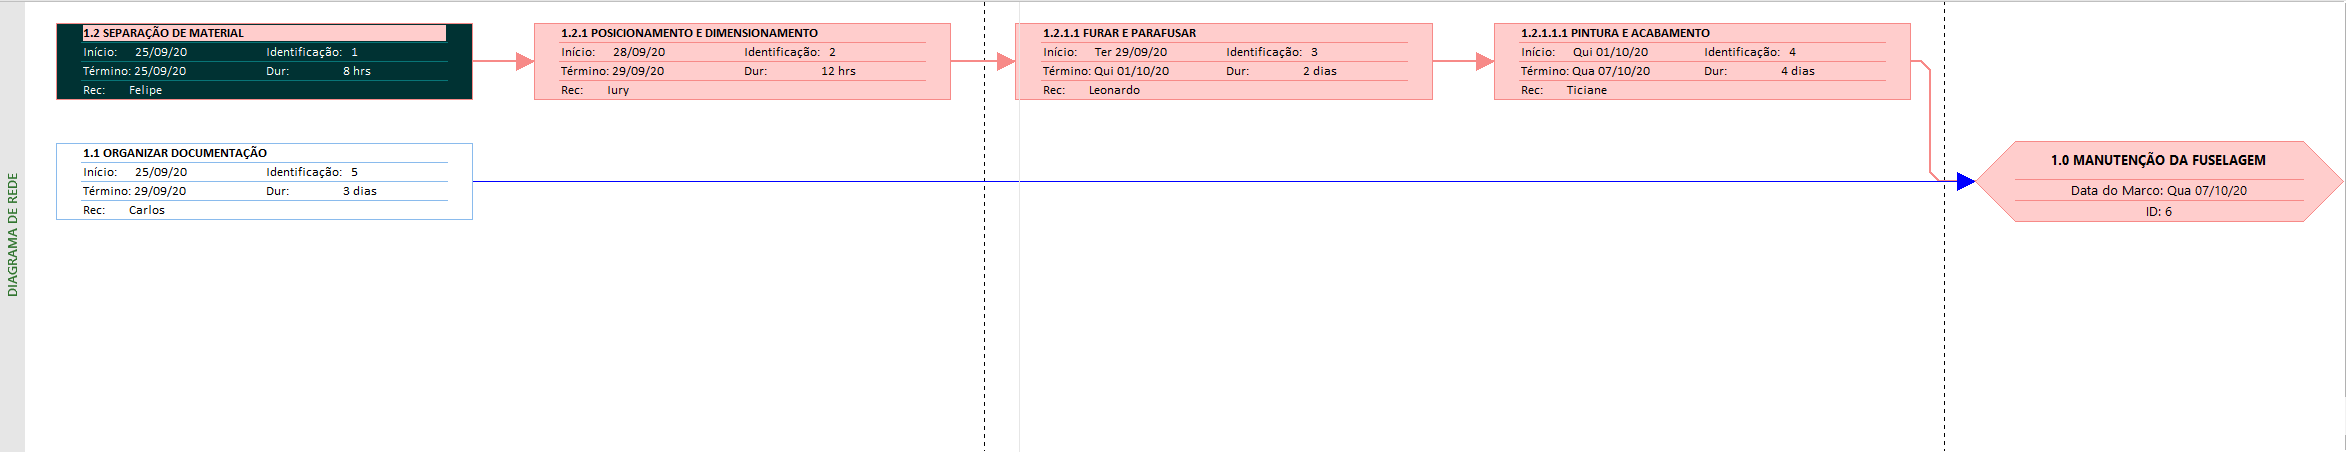 DIAGRAMA DE REDE
1.2 SEPARAÇÃO DE MATERIAL
Início: 25/09/20 Identificação: 1
Término: 25/09/20 Dur: 8 hrs
Rec: Felipe
1.2.1 POSICIONAMENTO E DIMENSIONAMENTO
Início: 28/09/20 Identificação: 2
Término: 29/09/20 Dur: 12 hrs
Rec: Iury
1.2.1.1 FURAR E PARAFUSAR
Início: Ter 29/09/20 Identificação: 3
Término: Qui 01/10/20 Dur: 2 dias
Rec: Leonardo
1.2.1.1.1 PINTURA E ACABAMENTO
Início: Qui 01/10/20 Identificação: 4
Término: Qua 07/10/20 Dur: 4 dias
Rec: Ticiane
1.1 ORGANIZAR DOCUMENTAÇÃO
Início: 25/09/20 Identificação: 5
Término: 29/09/20 Dur: 3 dias
Rec: Carlos
1.0 MANUTENÇÃO DA FUSELAGEM
Data do Marco: Qua 07/10/20
ID: 6